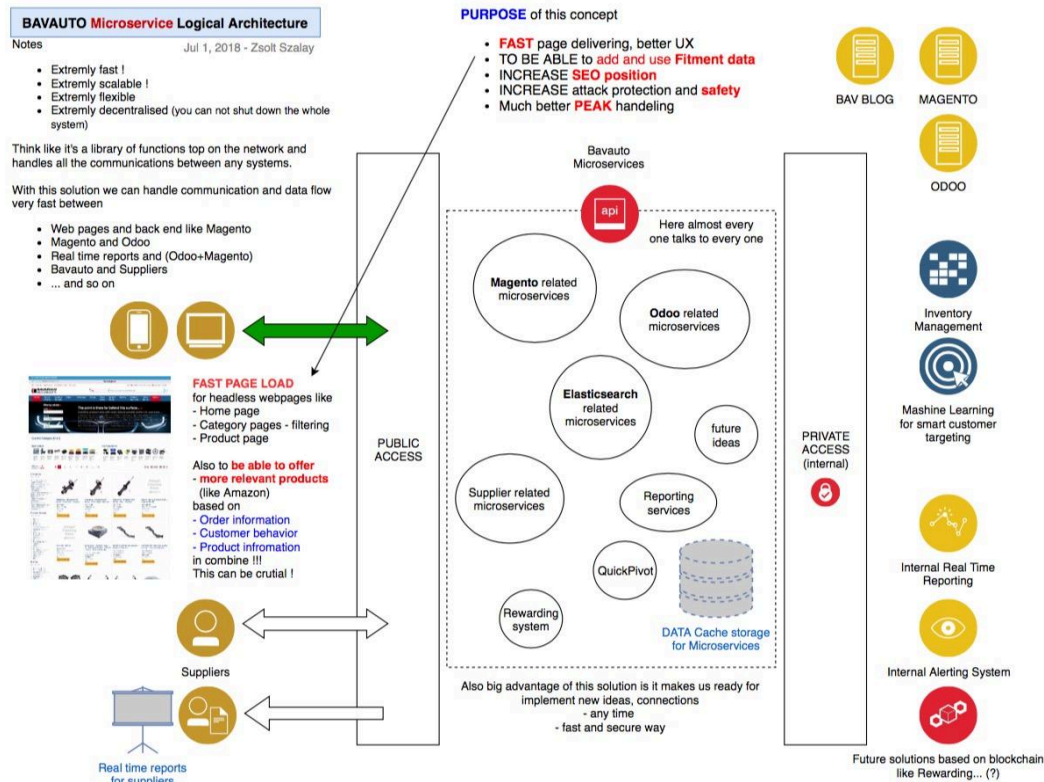 BAVAUTO Microservice Logical Architecture
Notes
Jul 1, 2018 - Zsolt Szalay
• Extremly fast !
• Extremly scalable !
• Extremly flexible
• Extremly decentralised (you can not shut down the whole
system)
Think like it's a library of functions top on the network and
handles all the communications between any systems.
With this solution we can handle communication and data flow
very fast between
• Web pages and back end like Magento
• Magento and Odoo
• Real time reports and (Odoo+Magento)
• Bavauto and Suppliers
• ... and so on
PURPOSE of this concept
• FAST page delivering, better UX
• TO BE ABLE to add and use Fitment data
• INCREASE SEO position
• INCREASE attack protection and safety
• Much better PEAK handeling
FAST PAGE LOAD
for headless webpages like
- Home page
- Category pages - filtering
- Product page
Also to be able to offer
- more relevant products
(like Amazon)
based on
- Order information
- Customer behavior
- Product infromation
in combine !!!
This can be crutial !
Suppliers
Real time reports
for suppliers
PUBLIC
ACCESS
Bavauto
Microservices
api
Here almost every
one talks to every one
Magento related
microservices
Odoo related
microservices
Elasticsearch
related
microservices
future
ideas
Supplier related
microservices
Reporting
services
QuickPivot
Rewarding
system
DATA Cache storage
for Microservices
Also big advantage of this solution is it makes us ready for
implement new ideas, connections
- any time
- fast and secure way
PRIVATE
ACCESS
(internal)
BAV BLOG
MAGENTO
ODOO
Inventory
Management
Mashine Learning
for smart customer
targeting
Internal Real Time
Reporting
Internal Alerting System
Future solutions based on blockchain
like Rewarding... (?)